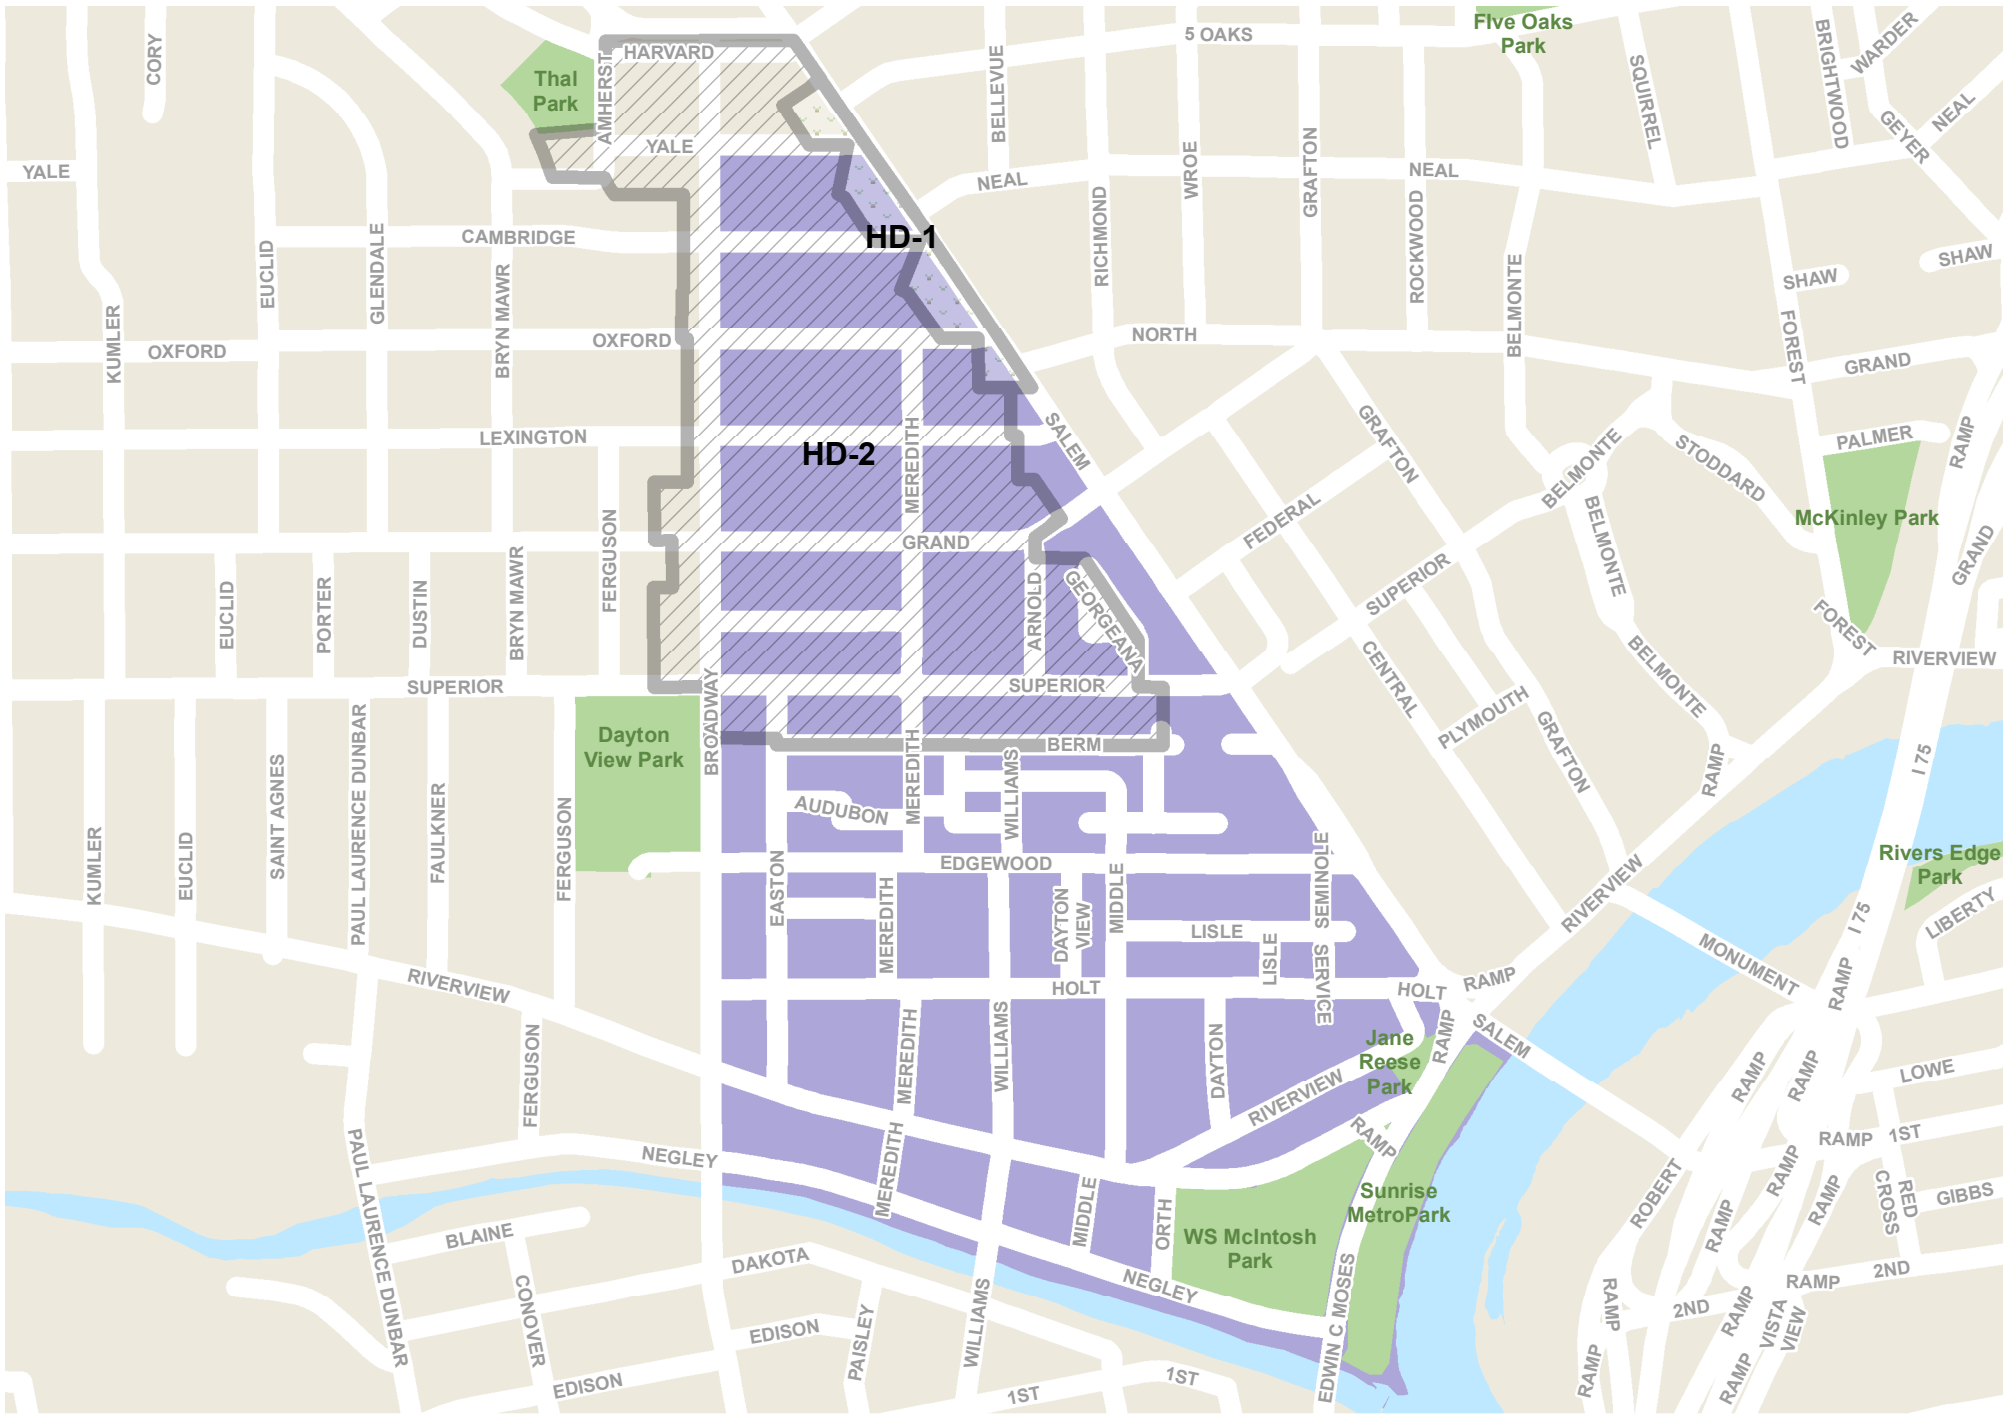 FIve Oaks
Park
CORY
5 OAKS
BRIGHTWOOD
WARDER
HARVARD
Thal
Park
AMHERST
BELLEVUE
SQUIRREL
NEAL
GEYER
YALE
YALE
NEAL
WROE
GRAFTON
NEAL
EUCLID
GLENDALE
CAMBRIDGE
HD-1
RICHMOND
ROCKWOOD
SHAW
SHAW
KUMLER
BRYN MAWR
BELMONTE
FOREST
OXFORD
OXFORD
NORTH
GRAND
LEXINGTON
HD-2
MEREDITH
SALEM
GRAFTON
BELMONTE
STODDARD
PALMER
RAMP
FERGUSON
FEDERAL
McKinley Park
GRAND
BELMONTE
GRAND
EUCLID
PORTER
DUSTIN
BRYN MAWR
ARNOLD
GEORGEANA
SUPERIOR
FOREST
BELMONTE
RIVERVIEW
SUPERIOR
SUPERIOR
CENTRAL
PLYMOUTH
GRAFTON
PAUL LAURENCE DUNBAR
Dayton
View Park
BROADWAY
MEREDITH
BERM
WILLIAMS
RAMP
I 75
SAINT AGNES
FAULKNER
AUDUBON
KUMLER
EUCLID
FERGUSON
EASTON
EDGEWOOD
SEMINOLE
Rivers Edge
Park
MEREDITH
DAYTON
VIEW
MIDDLE
LISLE
LISLE
SERVICE
RIVERVIEW
I 75
LIBERTY
MONUMENT
RIVERVIEW
HOLT
HOLT
RAMP
RAMP
FERGUSON
MEREDITH
WILLIAMS
DAYTON
Jane
Reese
Park
RAMP
SALEM
RIVERVIEW
RAMP
RAMP
LOWE
PAUL LAURENCE DUNBAR
NEGLEY
MEREDITH
MIDDLE
ORTH
RAMP
Sunrise
MetroPark
WS McIntosh
Park
RAMP
1ST
RED
CROSS
GIBBS
ROBERT
RAMP
RAMP
RAMP
BLAINE
DAKOTA
CONOVER
NEGLEY
EDWIN C MOSES
RAMP
RAMP
2ND
2ND
RAMP
VISTA
VIEW
EDISON
PAISLEY
WILLIAMS
EDISON
1ST
1ST
RAMP
RAMP